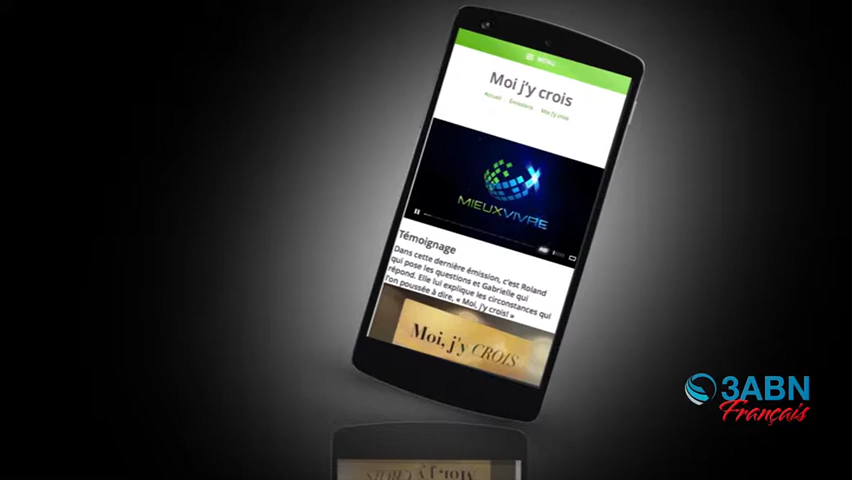 MENU
Moi j'y crois
Accueil Émissions Moi j'y crois
MIEUXVIVRE
Témoignage
Dans cette dernière émission, c'est Roland
qui pose les questions et Gabrielle qui
répond. Elle lui explique les circonstances qui
l'on poussée à dire, « Moi, j'y crois! »
Moi, j'y CROIS
3ABN
Français